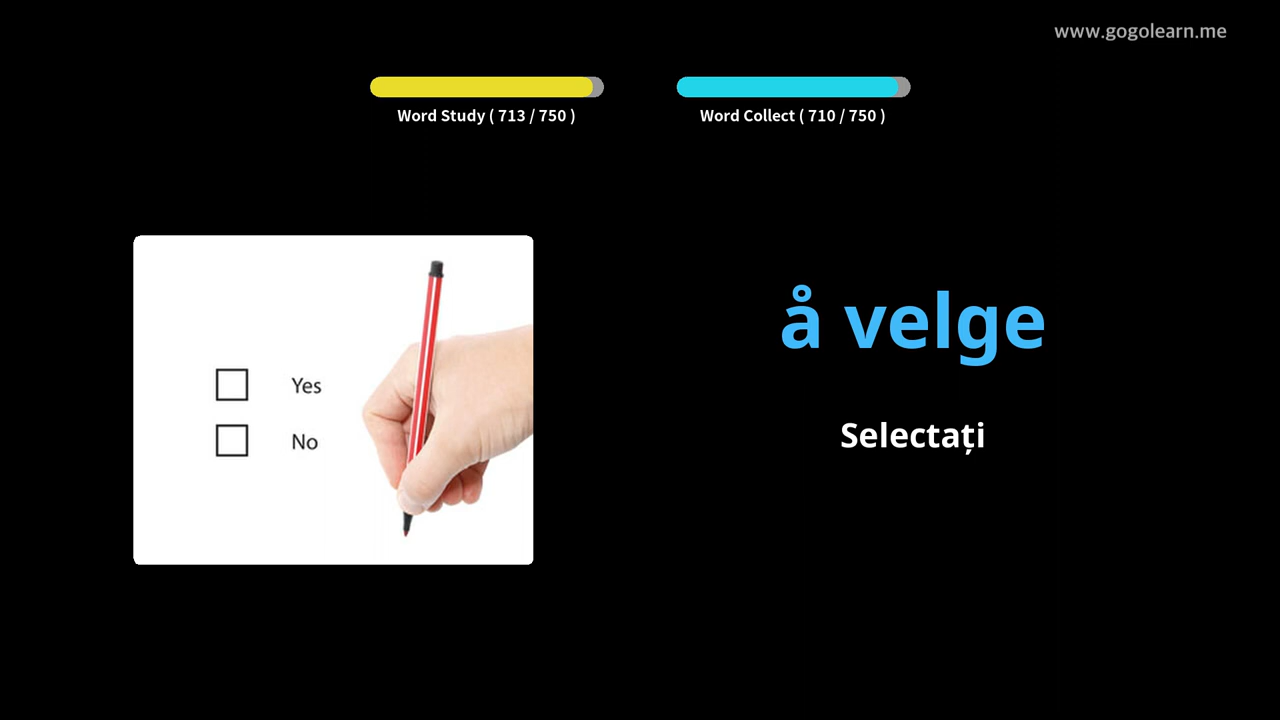 www.gogolearn.me
Word Study ( 713 / 750 )
Word Collect ( 710 / 750 )
Yes
No
å velge
Selectați